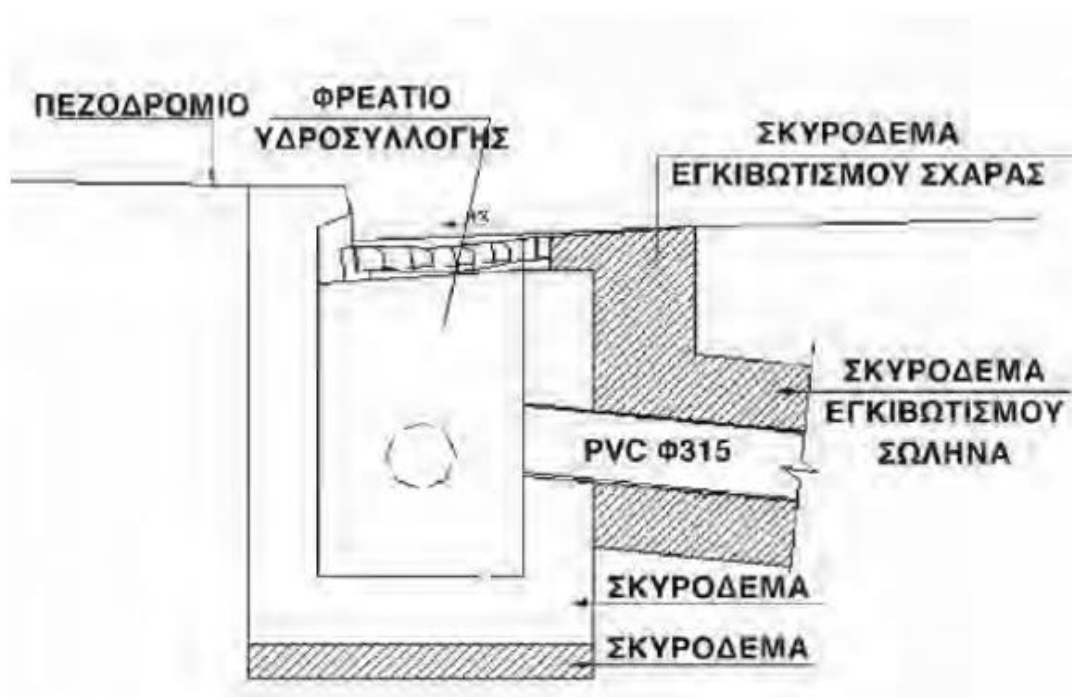 ΠΕΖΟΔΡΟΜΙΟ
ΦΡΕΑΤΙΟ
ΥΔΡΟΣΥΛΛΟΓΗΣ
ΣΚΥΡΟΔΕΜΑ
ΕΓΚΙΒΩΤΙΣΜΟΥ ΣΧΑΡΑΣ
ΣΚΥΡΟΔΕΜΑ
ΕΓΚΙΒΩΤΙΣΜΟΥ
ΣΩΛΗΝΑ
PVC Φ315
ΣΚΥΡΟΔΕΜΑ
ΣΚΥΡΟΔΕΜΑ